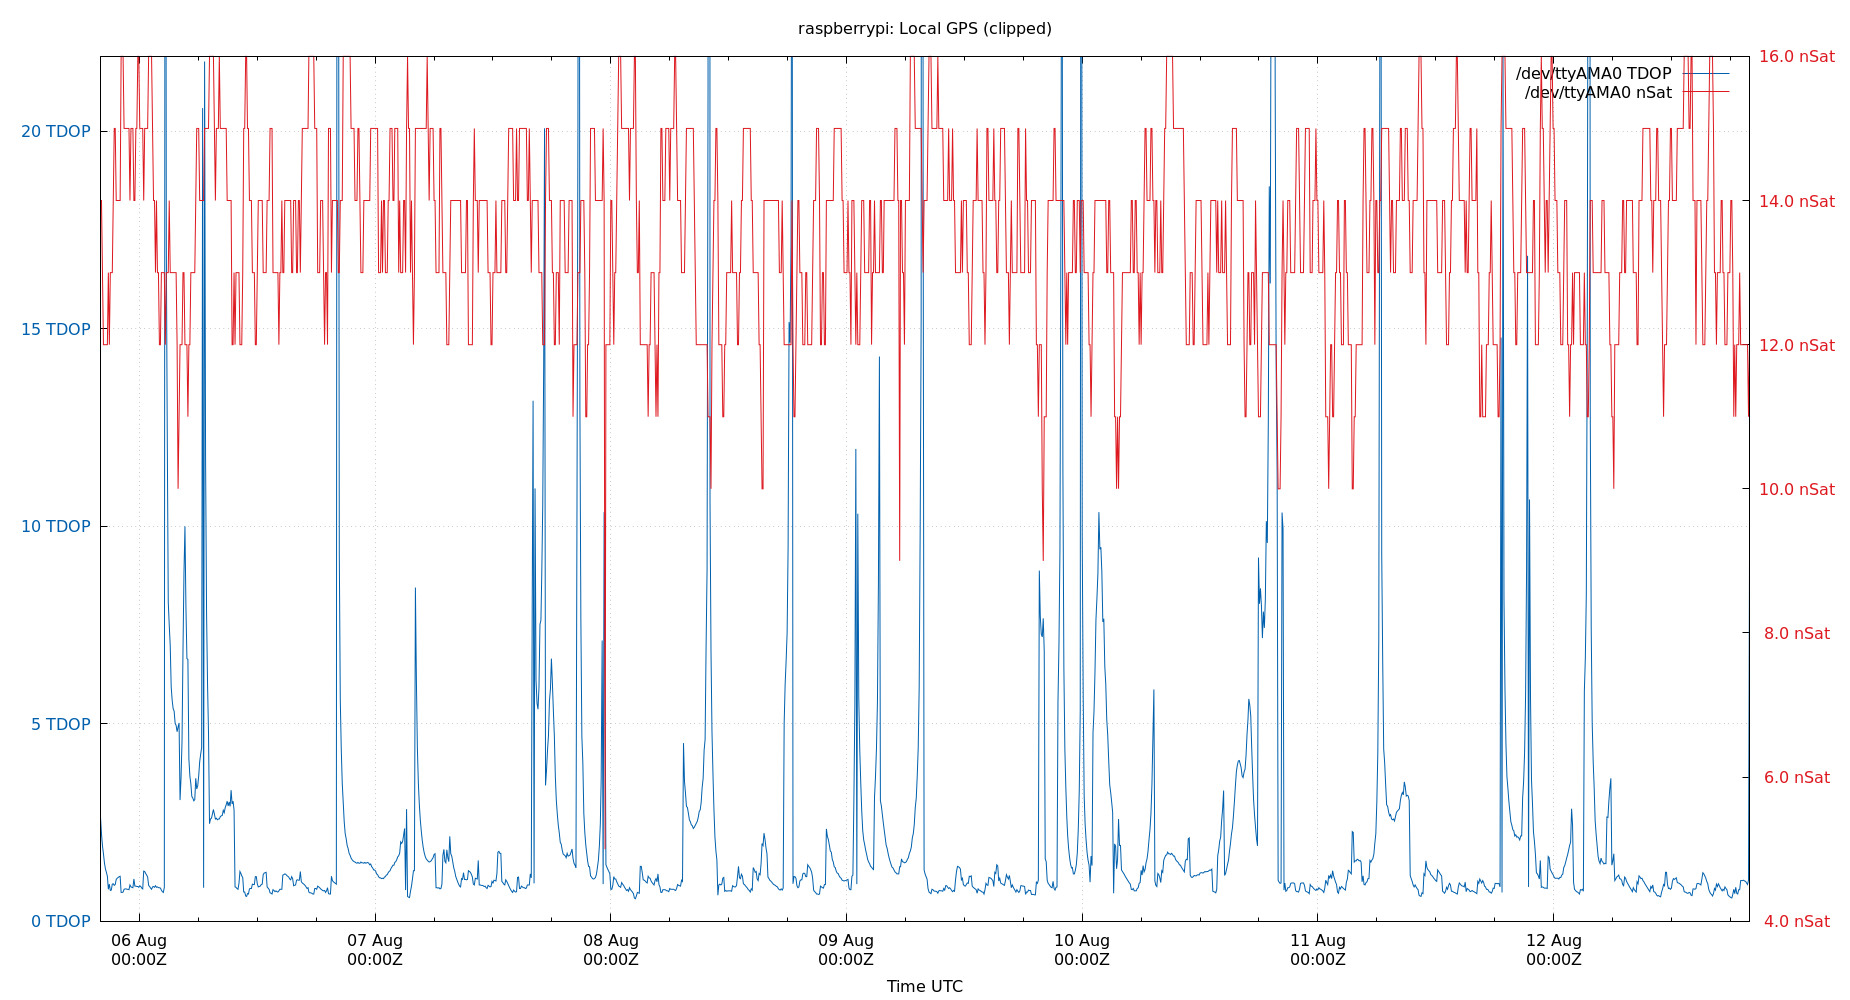 raspberrypi: Local GPS (clipped)
16.0 nSat
/dev/ttyAMA0 TDOP
/dev/ttyAMA0 nSat
20 TDOP
14.0 nSat
15 TDOP
12.0 nSat
10 TDOP
10.0 nSat
8.0 nSat
5 TDOP
6.0 nSat
0 TDOP
4.0 nSat
06 Aug 07 Aug 08 Aug 09 Aug 10 Aug 11 Aug 12 Aug
00:00Z 00:00Z 00:00Z 00:00Z 00:00Z 00:00Z 00:00Z
Time UTC